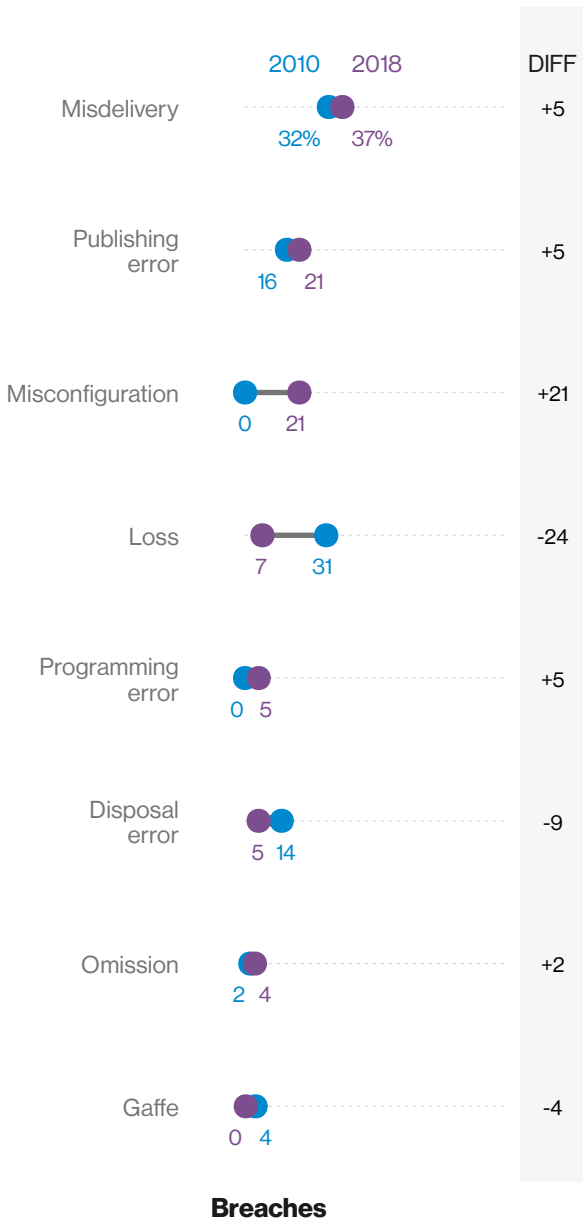 2010 2018 DIFF
Misdelivery +5
32% 37%
Publishing
error +5
16 21
Misconfiguration +21
0 21
Loss -24
7 31
Programming
error +5
0 5
Disposal
error -9
5 14
Omission +2
2 4
Gaffe -4
0 4
Breaches